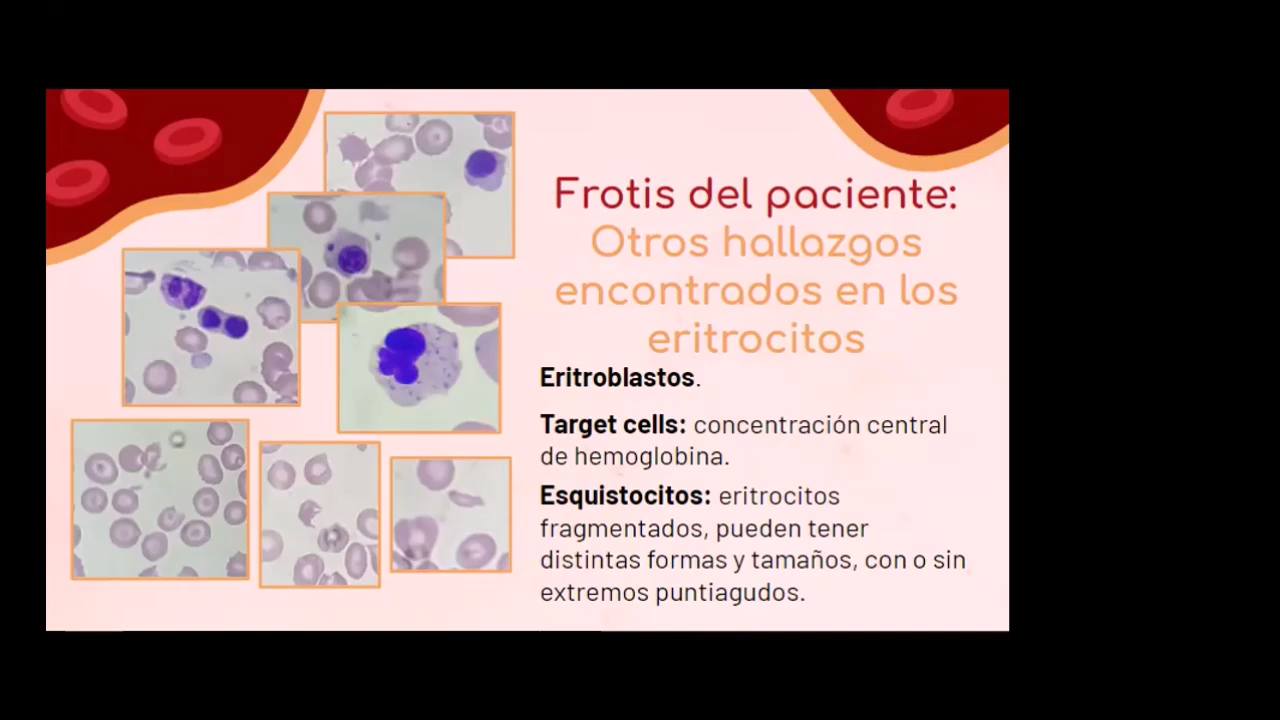 Frotis del paciente:
Otros hallazgos
encontrados en los
eritrocitos
Eritroblastos.
Target cells: concentración central
de hemoglobina.
Esquistocitos: eritrocitos
fragmentados, pueden tener
distintas formas y tamaños, con o sin
extremos puntiagudos.